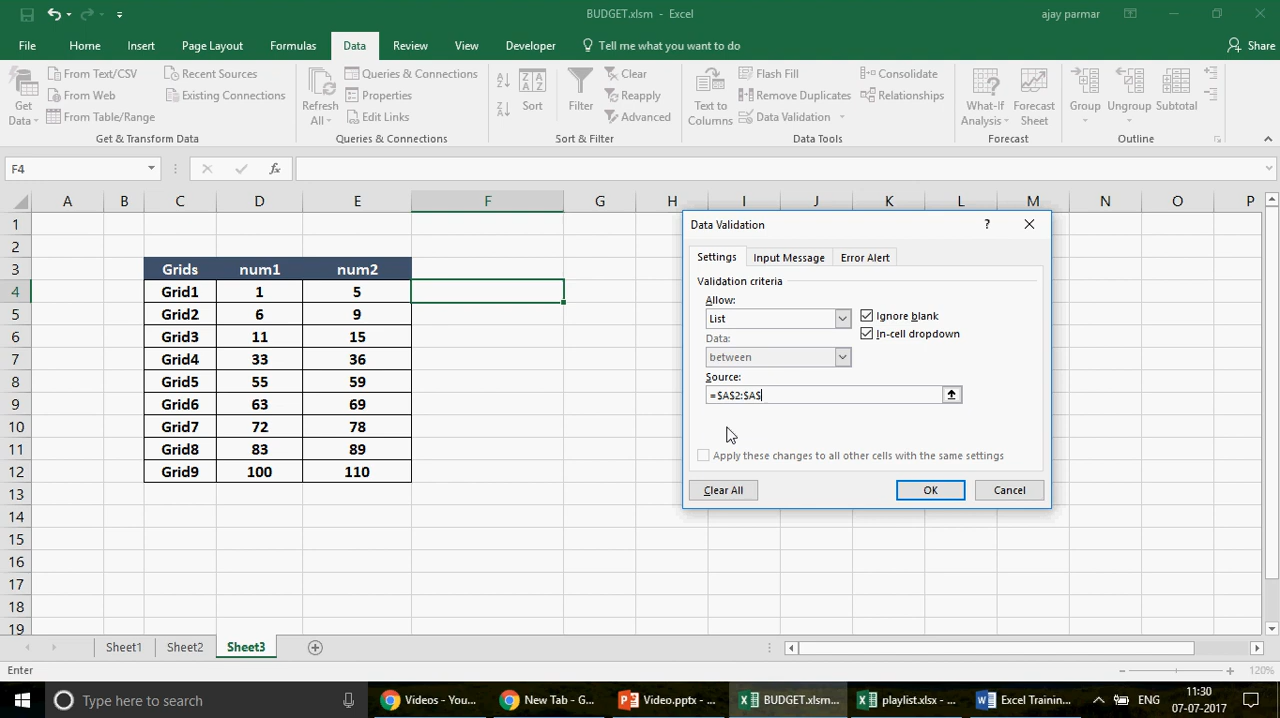 BUDGET.xlsm - Excel
ajay parmar
File Home Insert Page Layout Formulas Data Review View Developer Tell me what you want to do Share
Get Data
From Text/CSV
From Web
From Table/Range
Recent Sources
Existing Connections
Get & Transform Data
Refresh All
Queries & Connections
Properties
Edit Links
Queries & Connections
Sort
Filter
Clear
Reapply
Advanced
Sort & Filter
Text to Columns
Flash Fill
Remove Duplicates
Data Validation
Consolidate
Relationships
Data Tools
What-If Analysis
Forecast Sheet
Forecast
Group
Ungroup
Subtotal
Outline
F4
fx
A B C D E F G H I J K L M N O P
1
2
3 Grids num1 num2
4 Grid1 1 5
5 Grid2 6 9
6 Grid3 11 15
7 Grid4 33 36
8 Grid5 55 59
9 Grid6 63 69
10 Grid7 72 78
11 Grid8 83 89
12 Grid9 100 110
13
14
15
16
17
18
19
Data Validation
?
Settings Input Message Error Alert
Validation criteria
Allow:
List
Ignore blank
In-cell dropdown
Data:
between
Source:
=$A$2:$A$
Apply these changes to all other cells with the same settings
Clear All OK Cancel
Sheet1 Sheet2 Sheet3
Enter
120%
Type here to search
Videos - You...
New Tab - G...
Video.pptx - ...
BUDGET.xlsm...
playlist.xlsx - ...
Excel Trainin...
ENG
11:30
07-07-2017